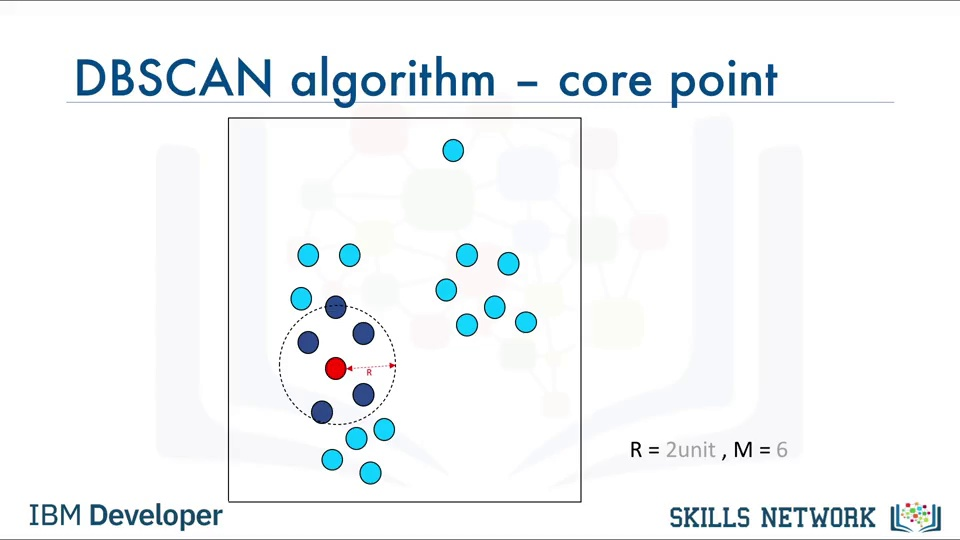 DBSCAN algorithm – core point
R
R = 2unit , M = 6
IBM Developer
SKILLS NETWORK